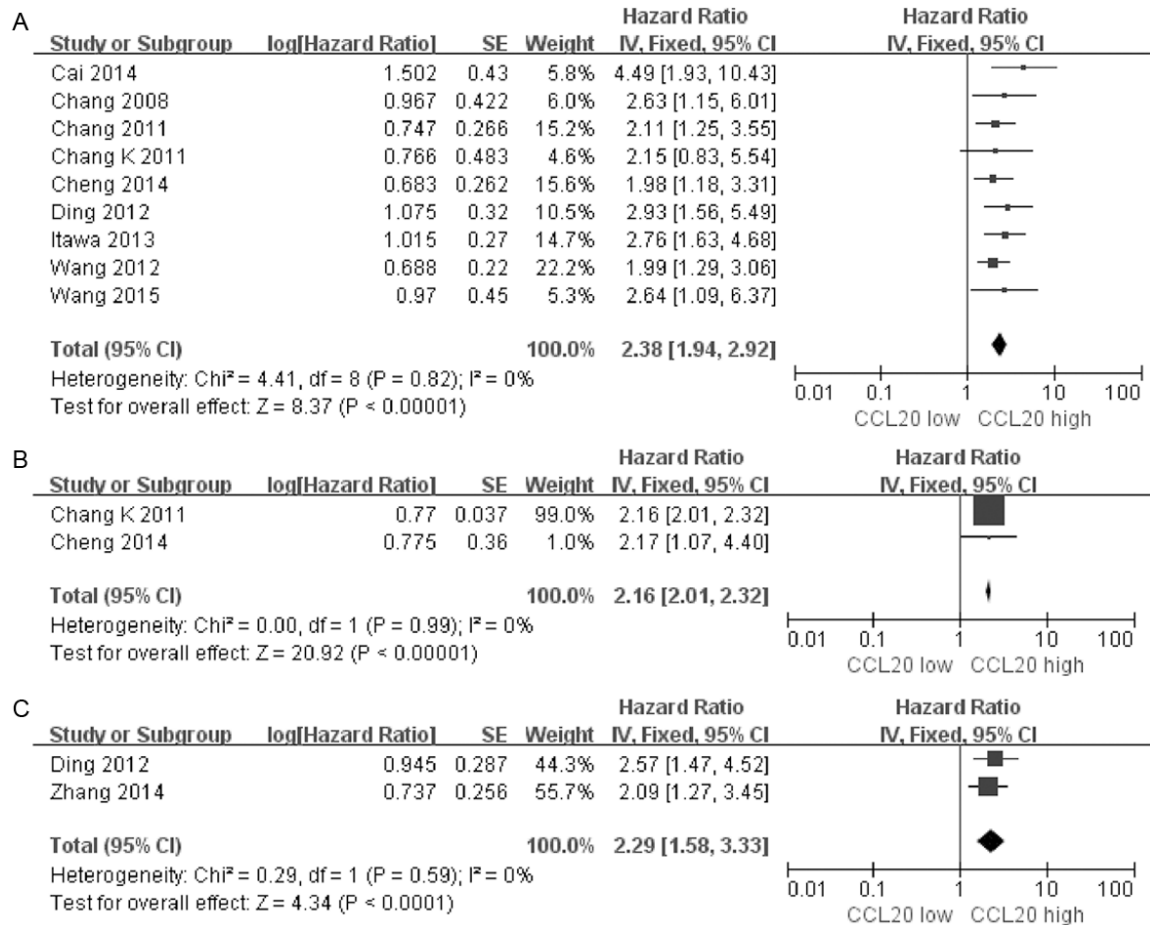 A
Hazard Ratio Hazard Ratio
Study or Subgroup log[Hazard Ratio] SE Weight IV, Fixed, 95% CI IV, Fixed, 95% CI
Cai 2014 1.502 0.43 5.8% 4.49 [1.93, 10.43]
Chang 2008 0.967 0.422 6.0% 2.63 [1.15, 6.01]
Chang 2011 0.747 0.266 15.2% 2.11 [1.25, 3.55]
Chang K 2011 0.766 0.483 4.6% 2.15 [0.83, 5.54]
Cheng 2014 0.683 0.262 15.6% 1.98 [1.18, 3.31]
Ding 2012 1.075 0.32 10.5% 2.93 [1.56, 5.49]
Itawa 2013 1.015 0.27 14.7% 2.76 [1.63, 4.68]
Wang 2012 0.688 0.22 22.2% 1.99 [1.29, 3.06]
Wang 2015 0.97 0.45 5.3% 2.64 [1.09, 6.37]
Total (95% CI) 100.0% 2.38 [1.94, 2.92]
Heterogeneity: Chi² = 4.41, df = 8 (P = 0.82); I² = 0%
Test for overall effect: Z = 8.37 (P < 0.00001)
0.01 0.1 1 10 100
CCL20 low CCL20 high
B
Hazard Ratio Hazard Ratio
Study or Subgroup log[Hazard Ratio] SE Weight IV, Fixed, 95% CI IV, Fixed, 95% CI
Chang K 2011 0.77 0.037 99.0% 2.16 [2.01, 2.32]
Cheng 2014 0.775 0.36 1.0% 2.17 [1.07, 4.40]
Total (95% CI) 100.0% 2.16 [2.01, 2.32]
Heterogeneity: Chi² = 0.00, df = 1 (P = 0.99); I² = 0%
Test for overall effect: Z = 20.92 (P < 0.00001)
0.01 0.1 1 10 100
CCL20 low CCL20 high
C
Hazard Ratio Hazard Ratio
Study or Subgroup log[Hazard Ratio] SE Weight IV, Fixed, 95% CI IV, Fixed, 95% CI
Ding 2012 0.945 0.287 44.3% 2.57 [1.47, 4.52]
Zhang 2014 0.737 0.256 55.7% 2.09 [1.27, 3.45]
Total (95% CI) 100.0% 2.29 [1.58, 3.33]
Heterogeneity: Chi² = 0.29, df = 1 (P = 0.59); I² = 0%
Test for overall effect: Z = 4.34 (P < 0.0001)
0.01 0.1 1 10 100
CCL20 low CCL20 high